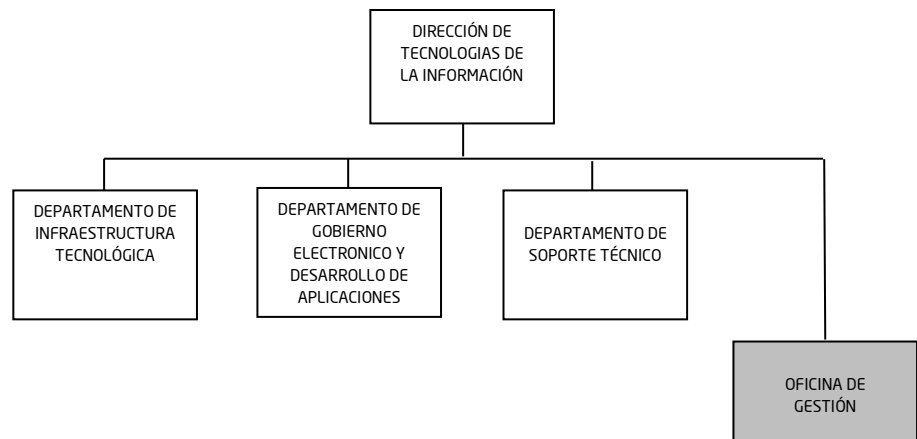 DIRECCIÓN DE
TECNOLOGIAS DE
LA INFORMACIÓN
DEPARTAMENTO DE
INFRAESTRUCTURA
TECNOLÓGICA
DEPARTAMENTO DE
GOBIERNO
ELECTRONICO Y
DESARROLLO DE
APLICACIONES
DEPARTAMENTO DE
SOPORTE TÉCNICO
OFICINA DE
GESTIÓN